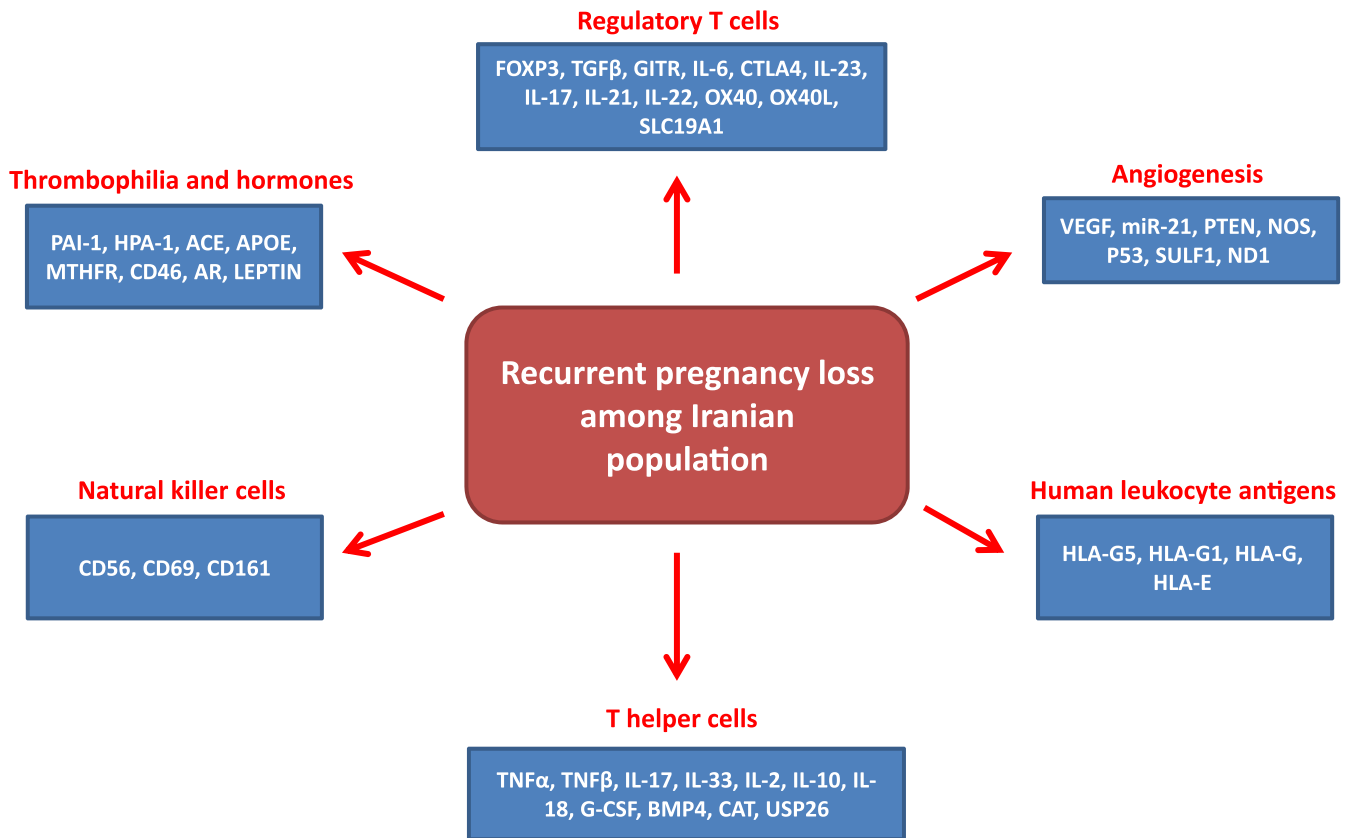 Regulatory T cells
FOXP3, TGFβ, GITR, IL-6, CTLA4, IL-23,
IL-17, IL-21, IL-22, OX40, OX40L,
SLC19A1
Thrombophilia and hormones
PAI-1, HPA-1, ACE, APOE,
MTHFR, CD46, AR, LEPTIN
Angiogenesis
VEGF, miR-21, PTEN, NOS,
P53, SULF1, ND1
Recurrent pregnancy loss
among Iranian
population
Natural killer cells
CD56, CD69, CD161
Human leukocyte antigens
HLA-G5, HLA-G1, HLA-G,
HLA-E
T helper cells
TNFα, TNFβ, IL-17, IL-33, IL-2, IL-10, IL-
18, G-CSF, BMP4, CAT, USP26